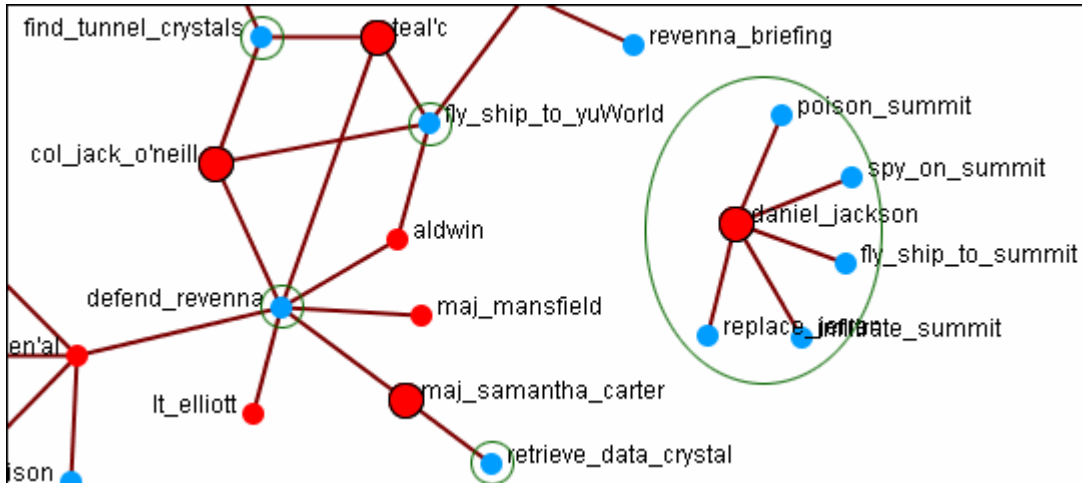 find_tunnel_crystals
teal'c
revenna_briefing
poison_summit
fly_ship_to_yuWorld
col_jack_o'neill
spy_on_summit
daniel_jackson
aldwin
fly_ship_to_summit
defend_revenna
maj_mansfield
infiltrate_summit
en'al
maj_samantha_carter
lt_elliott
retrieve_data_crystal
ison